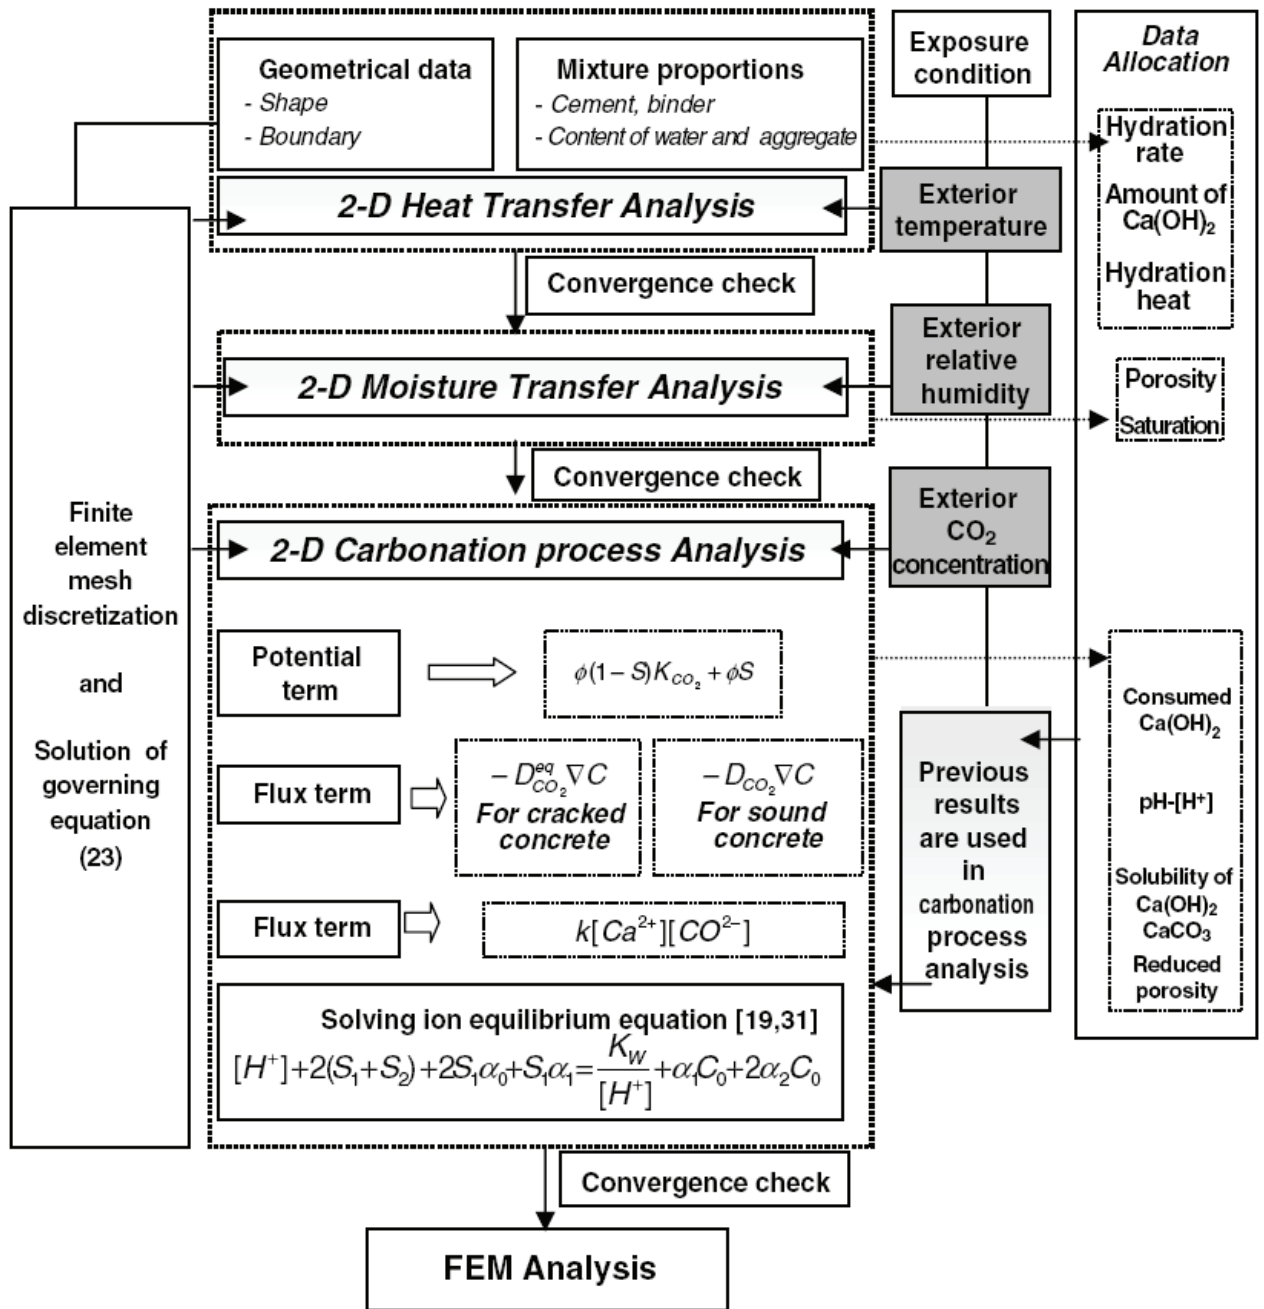 Geometrical data
- Shape
- Boundary
Mixture proportions
- Cement, binder
- Content of water and aggregate
2-D Heat Transfer Analysis
Convergence check
2-D Moisture Transfer Analysis
Convergence check
2-D Carbonation process Analysis
Potential
term
ϕ(1 − S)K_{CO₂} + ϕS
Flux term
− D^{eq}_{CO₂} ∇C
For cracked
concrete
− D_{CO₂} ∇C
For sound
concrete
Flux term
k[Ca²⁺][CO²⁻]
Solving ion equilibrium equation [19,31]
[H⁺]+2(S₁+S₂)+2S₁α₀+S₁α₁=K_W/[H⁺]+α₁C₀+2α₂C₀
Convergence check
FEM Analysis
Finite
element
mesh
discretization
and
Solution of
governing
equation
(23)
Exposure
condition
Exterior
temperature
Exterior
relative
humidity
Exterior
CO₂
concentration
Previous
results
are used
in
carbonation
process
analysis
Data
Allocation
Hydration
rate
Amount of
Ca(OH)₂
Hydration
heat
Porosity
Saturation
Consumed
Ca(OH)₂
pH-[H⁺]
Solubility of
Ca(OH)₂
CaCO₃
Reduced
porosity